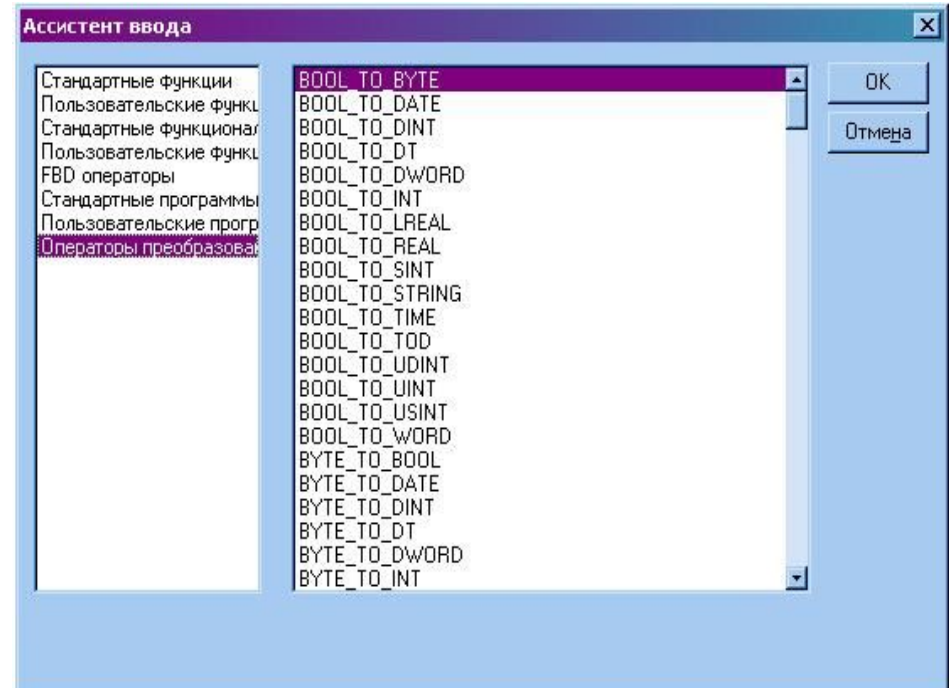 Ассистент ввода
Стандартные функции
Пользовательские функц
Стандартные функционал
Пользовательские функц
FBD операторы
Стандартные программы
Пользовательские прогр
Операторы преобразован
BOOL_TO_BYTE
BOOL_TO_DATE
BOOL_TO_DINT
BOOL_TO_DT
BOOL_TO_DWORD
BOOL_TO_INT
BOOL_TO_LREAL
BOOL_TO_REAL
BOOL_TO_SINT
BOOL_TO_STRING
BOOL_TO_TIME
BOOL_TO_TOD
BOOL_TO_UDINT
BOOL_TO_UINT
BOOL_TO_USINT
BOOL_TO_WORD
BYTE_TO_BOOL
BYTE_TO_DATE
BYTE_TO_DINT
BYTE_TO_DT
BYTE_TO_DWORD
BYTE_TO_INT
OK
Отмена